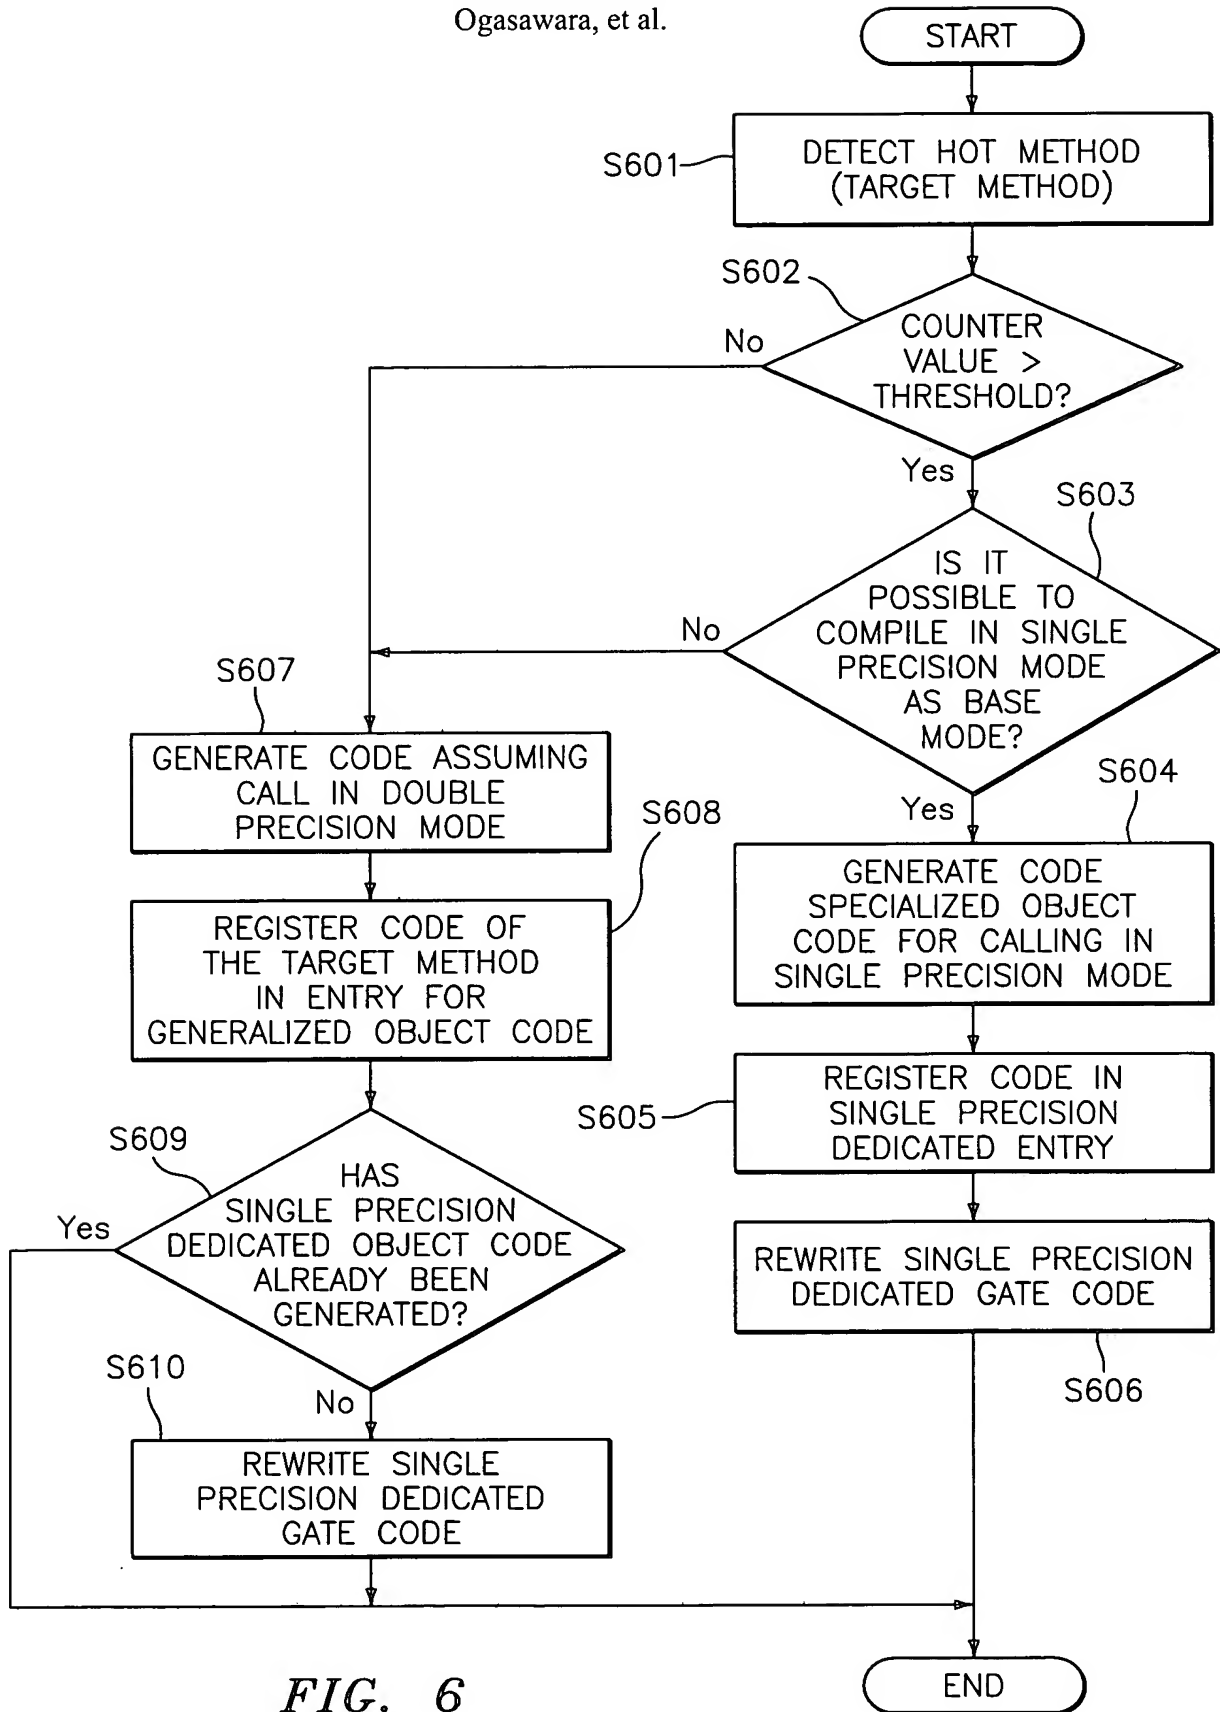 Ogasawara, et al.
START
S601
DETECT HOT METHOD
(TARGET METHOD)
S602
COUNTER
VALUE >
THRESHOLD?
No
Yes
S603
IS IT
POSSIBLE TO
COMPILE IN SINGLE
PRECISION MODE
AS BASE
MODE?
No
Yes
S607
GENERATE CODE ASSUMING
CALL IN DOUBLE
PRECISION MODE
S604
GENERATE CODE
SPECIALIZED OBJECT
CODE FOR CALLING IN
SINGLE PRECISION MODE
S608
REGISTER CODE OF
THE TARGET METHOD
IN ENTRY FOR
GENERALIZED OBJECT CODE
S605
REGISTER CODE IN
SINGLE PRECISION
DEDICATED ENTRY
S609
HAS
SINGLE PRECISION
DEDICATED OBJECT CODE
ALREADY BEEN
GENERATED?
Yes
No
REWRITE SINGLE PRECISION
DEDICATED GATE CODE
S606
S610
REWRITE SINGLE
PRECISION DEDICATED
GATE CODE
END
FIG. 6